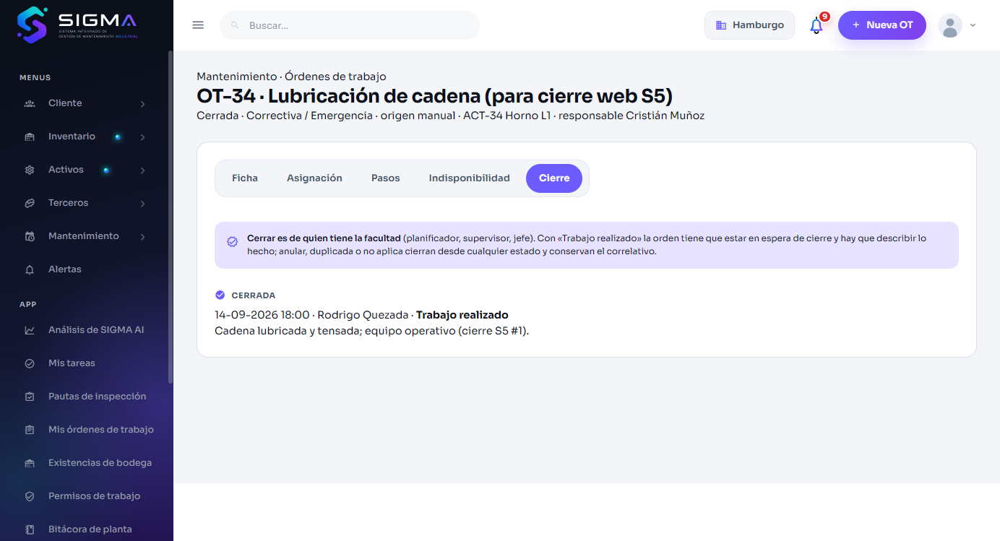 SIGMA
SISTEMA INTEGRADO DE
GESTIÓN DE MANTENIMIENTO INDUSTRIAL
Buscar...
Hamburgo
9
+ Nueva OT
MENUS
Cliente
Inventario
Activos
Terceros
Mantenimiento
Alertas
APP
Análisis de SIGMA AI
Mis tareas
Pautas de inspección
Mis órdenes de trabajo
Existencias de bodega
Permisos de trabajo
Bitácora de planta
Mantenimiento · Órdenes de trabajo
OT-34 · Lubricación de cadena (para cierre web S5)
Cerrada · Correctiva / Emergencia · origen manual · ACT-34 Horno L1 · responsable Cristián Muñoz
Ficha
Asignación
Pasos
Indisponibilidad
Cierre
Cerrar es de quien tiene la facultad (planificador, supervisor, jefe). Con «Trabajo realizado» la orden tiene que estar en espera de cierre y hay que describir lo
hecho; anular, duplicada o no aplica cierran desde cualquier estado y conservan el correlativo.
CERRADA
14-09-2026 18:00 · Rodrigo Quezada · Trabajo realizado
Cadena lubricada y tensada; equipo operativo (cierre S5 #1).